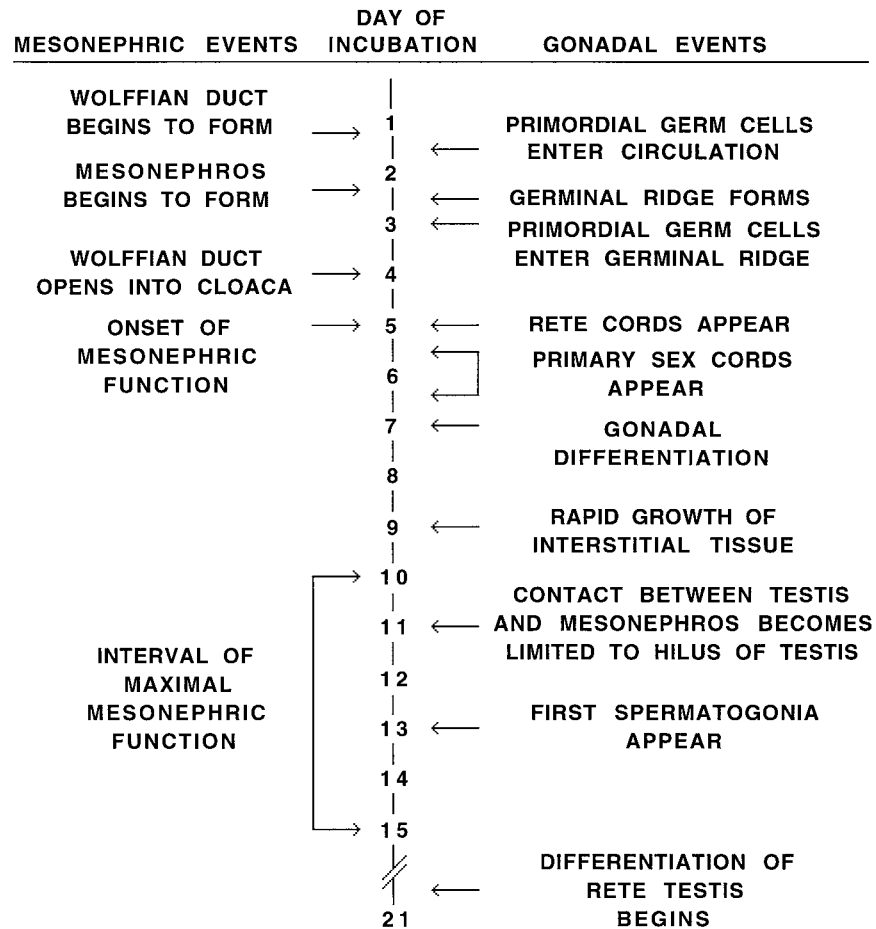 DAY OF
MESONEPHRIC EVENTS INCUBATION GONADAL EVENTS
WOLFFIAN DUCT
BEGINS TO FORM
1
PRIMORDIAL GERM CELLS
ENTER CIRCULATION
MESONEPHROS
BEGINS TO FORM
2
GERMINAL RIDGE FORMS
3
PRIMORDIAL GERM CELLS
ENTER GERMINAL RIDGE
WOLFFIAN DUCT
OPENS INTO CLOACA
4
ONSET OF
MESONEPHRIC
FUNCTION
5
RETE CORDS APPEAR
6
PRIMARY SEX CORDS
APPEAR
7
GONADAL
DIFFERENTIATION
8
9
RAPID GROWTH OF
INTERSTITIAL TISSUE
10
11
CONTACT BETWEEN TESTIS
AND MESONEPHROS BECOMES
LIMITED TO HILUS OF TESTIS
INTERVAL OF
MAXIMAL
MESONEPHRIC
FUNCTION
12
13
FIRST SPERMATOGONIA
APPEAR
14
15
DIFFERENTIATION OF
RETE TESTIS
BEGINS
21